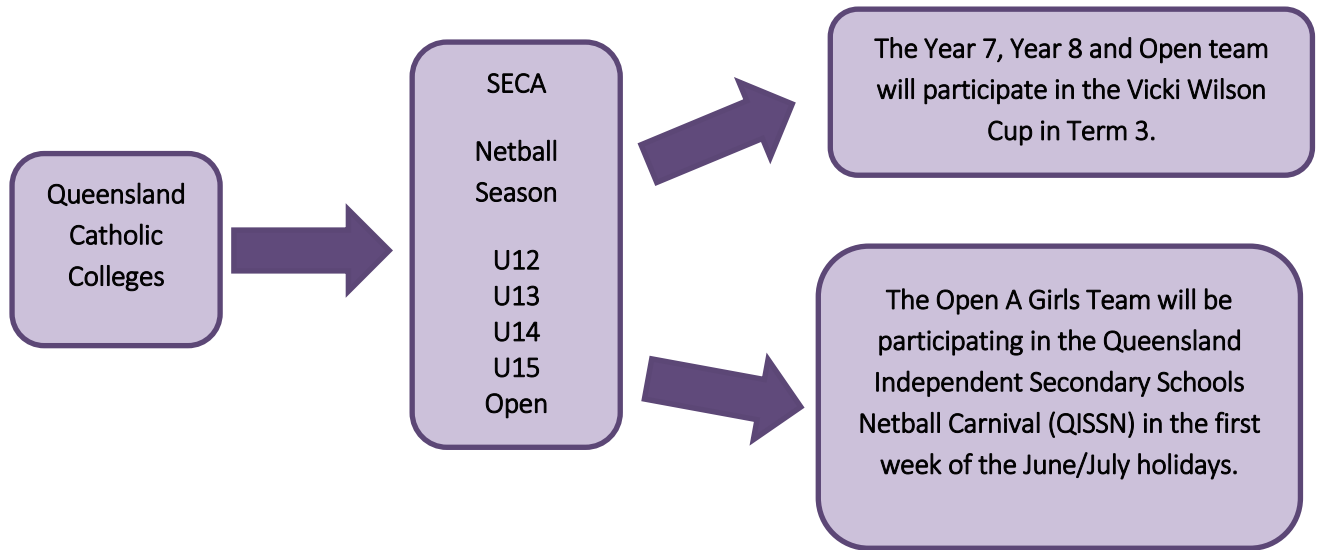 Queensland
Catholic
Colleges
SECA
Netball
Season
U12
U13
U14
U15
Open
The Year 7, Year 8 and Open team
will participate in the Vicki Wilson
Cup in Term 3.
The Open A Girls Team will be
participating in the Queensland
Independent Secondary Schools
Netball Carnival (QISSN) in the first
week of the June/July holidays.